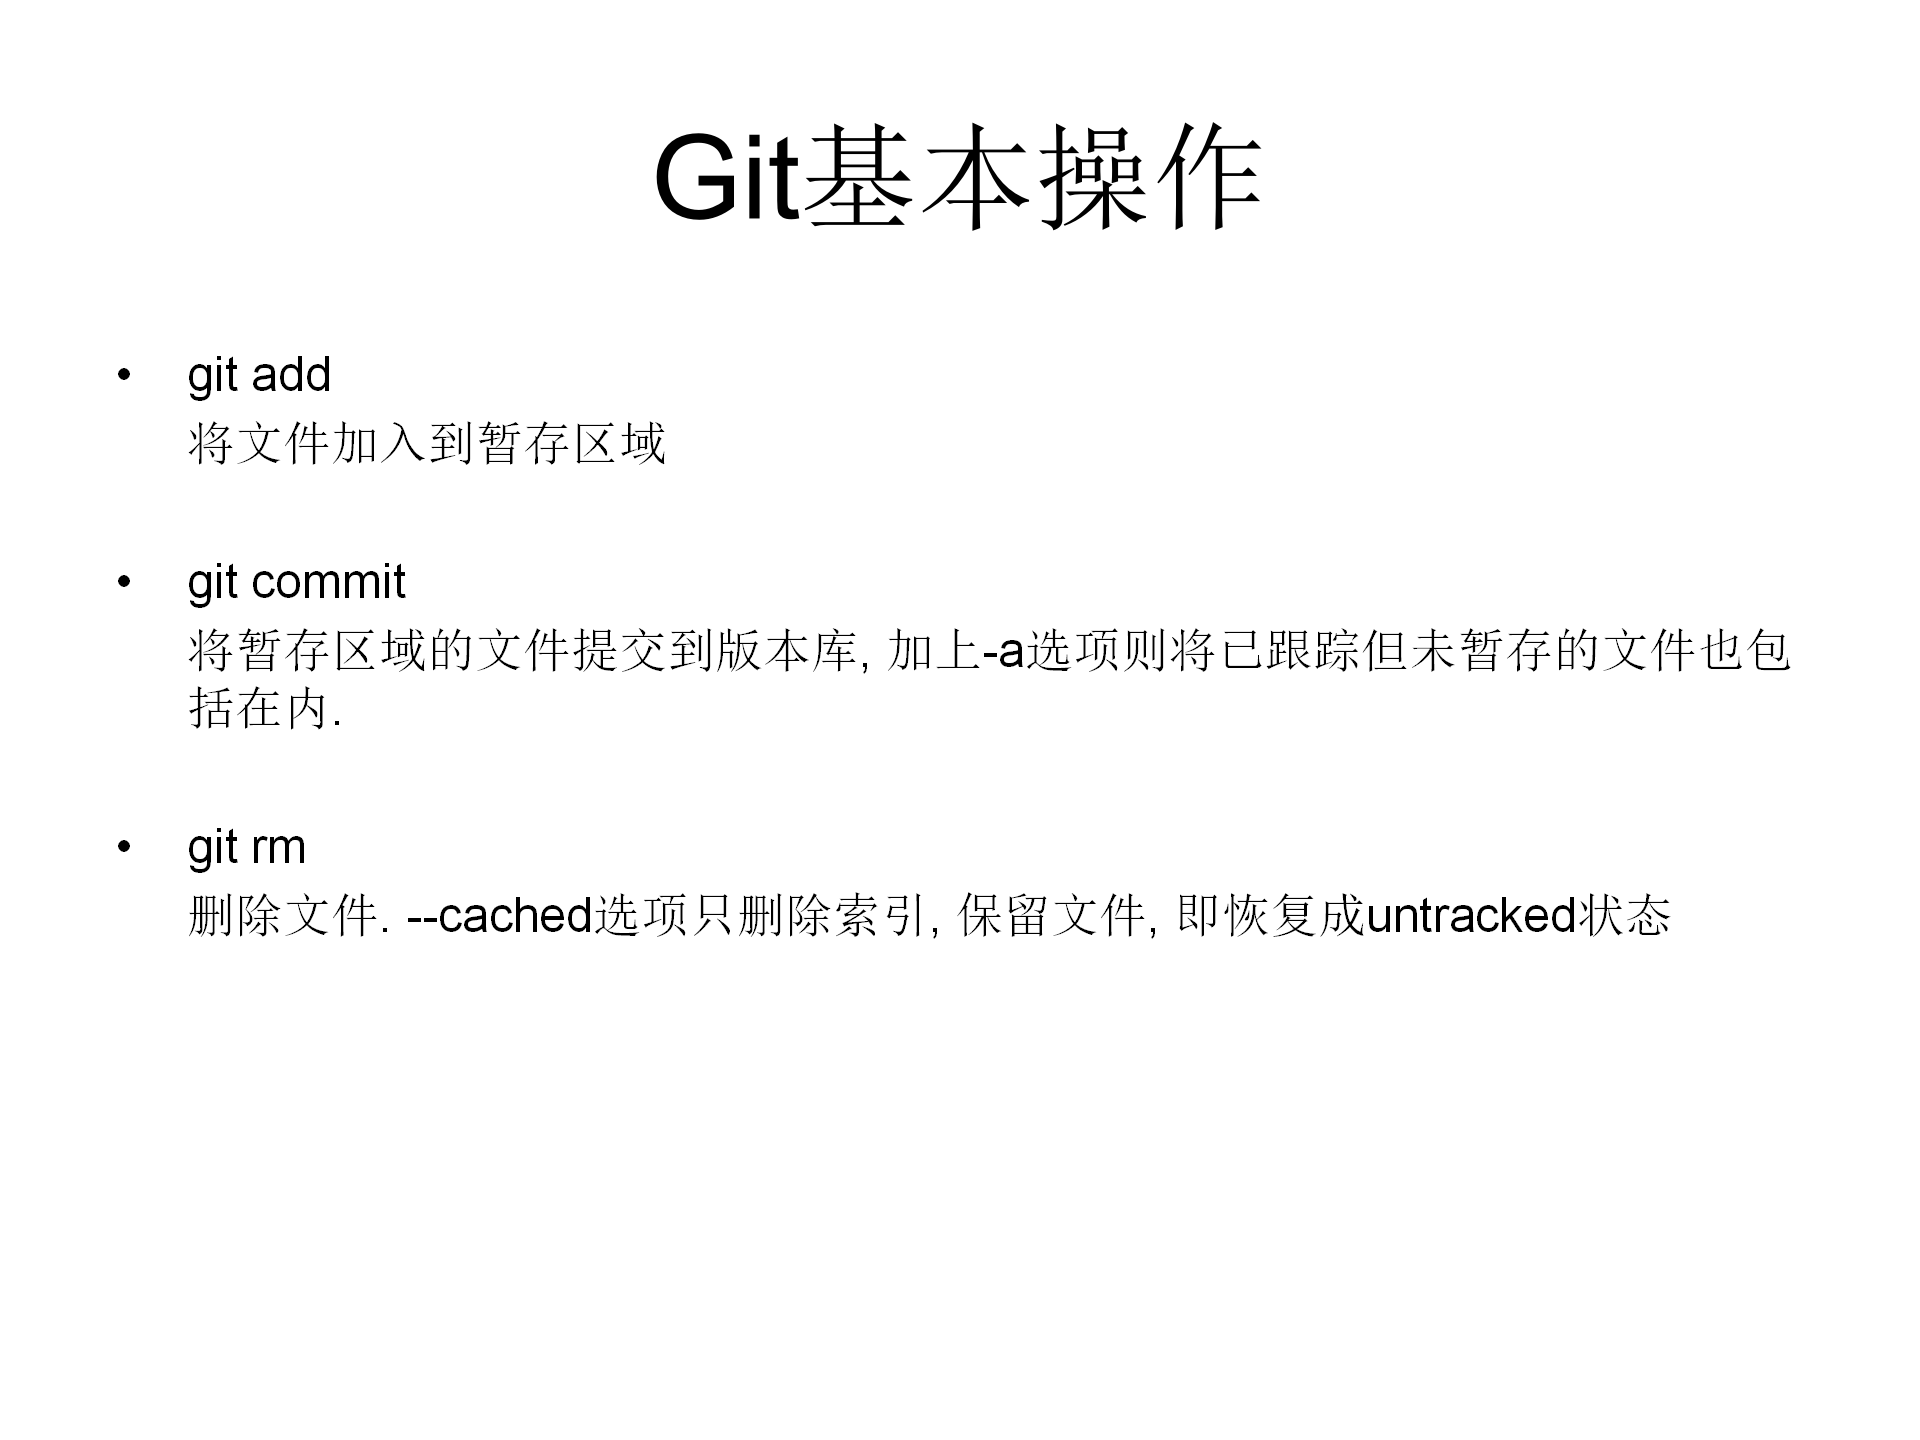 Git基本操作
• git add
将文件加入到暂存区域
• git commit
将暂存区域的文件提交到版本库, 加上-a选项则将已跟踪但未暂存的文件也包
括在内.
• git rm
删除文件. --cached选项只删除索引, 保留文件, 即恢复成untracked状态